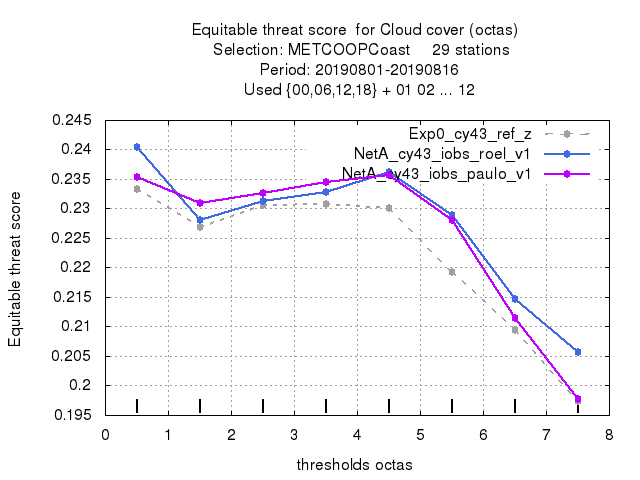 Equitable threat score  for Cloud cover (octas)
Selection: METCOOPCoast     29 stations
Period: 20190801-20190816
Used {00,06,12,18} + 01 02 ... 12
Exp0_cy43_ref_z
NetA_cy43_iobs_roel_v1
NetA_cy43_iobs_paulo_v1
Equitable threat score
0.245
0.24
0.235
0.23
0.225
0.22
0.215
0.21
0.205
0.2
0.195
0 1 2 3 4 5 6 7 8
thresholds octas